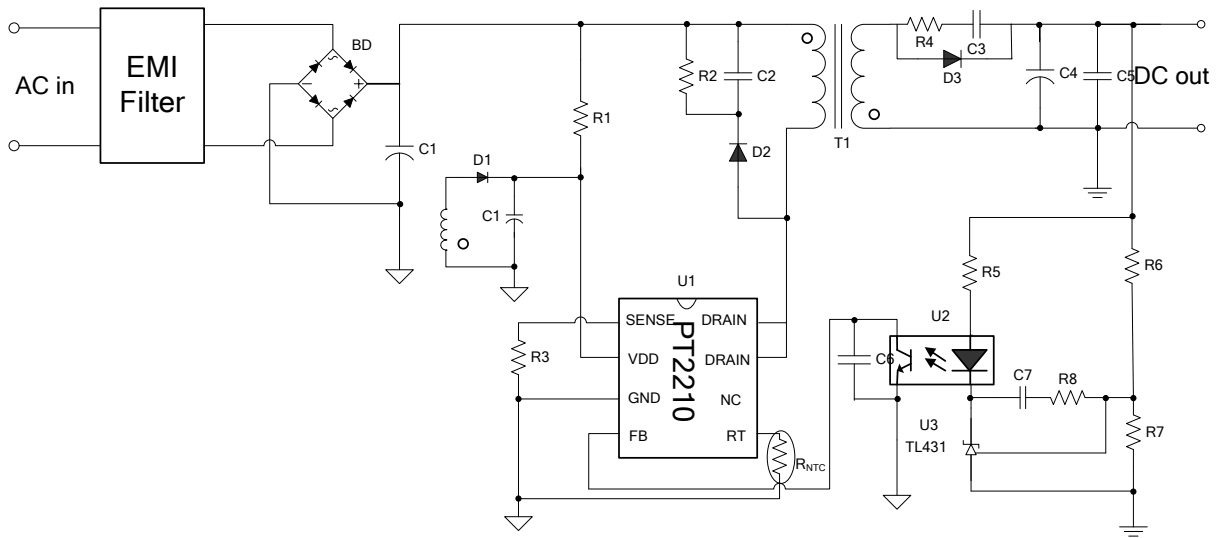 AC in
EMI
Filter
BD
C1
R1
D1
C1
R2
C2
D2
T1
R4
C3
D3
C4
C5
DC out
U1
SENSE
DRAIN
VDD
DRAIN
GND
NC
FB
RT
PT2210
R3
RNTC
C6
U2
R5
R6
C7
R8
R7
U3
TL431